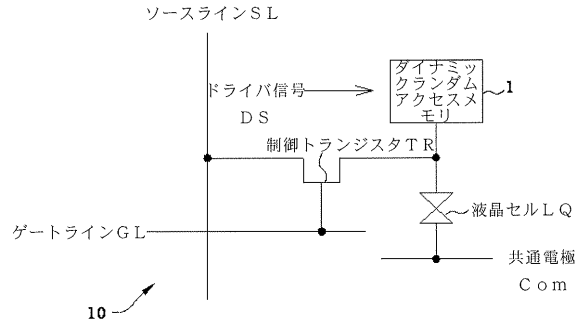 ソースラインＳＬ
ドライバ信号
ＤＳ
ダイナミッ
クランダム
アクセスメ
モリ
1
制御トランジスタＴＲ
液晶セルＬＱ
ゲートラインＧＬ
共通電極
Ｃｏｍ
10